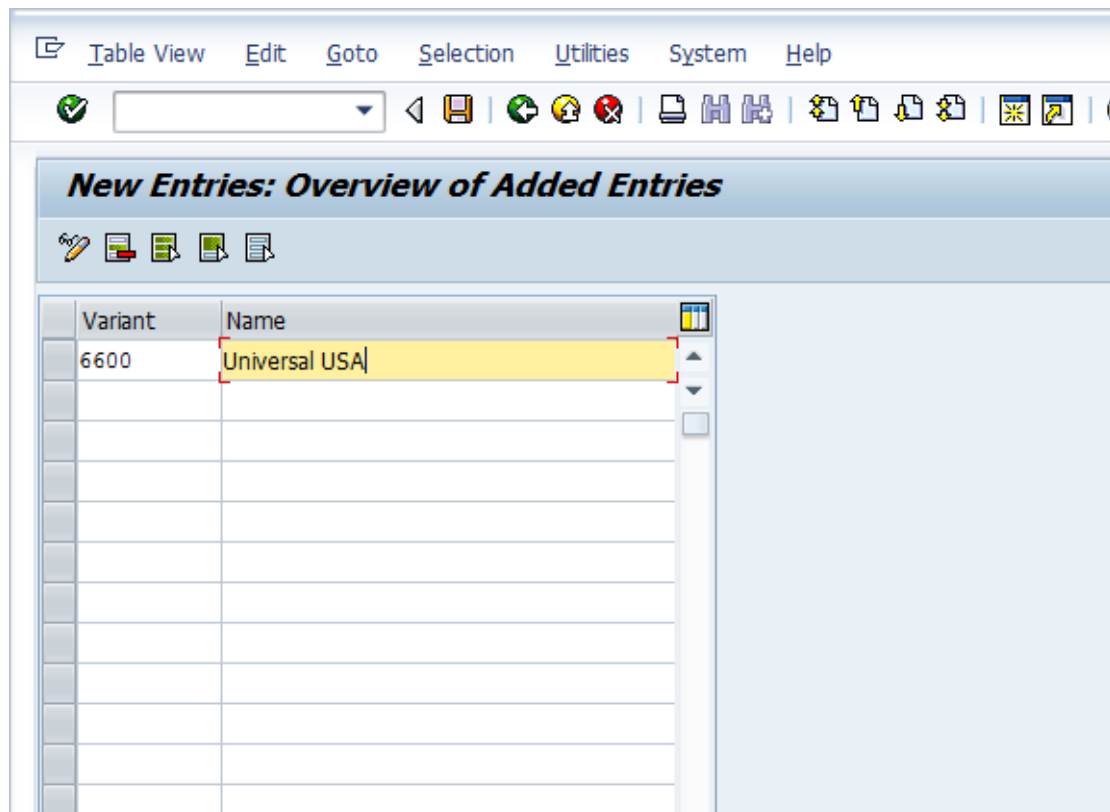 Table View Edit Goto Selection Utilities System Help
New Entries: Overview of Added Entries
Variant Name
6600 Universal USA